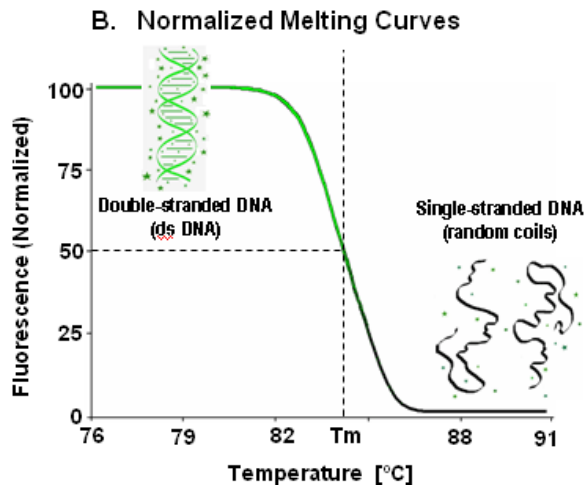 B. Normalized Melting Curves
Fluorescence (Normalized)
100
75
50
25
0
Double-stranded DNA
(ds DNA)
Single-stranded DNA
(random coils)
76 79 82 Tm 88 91
Temperature [°C]